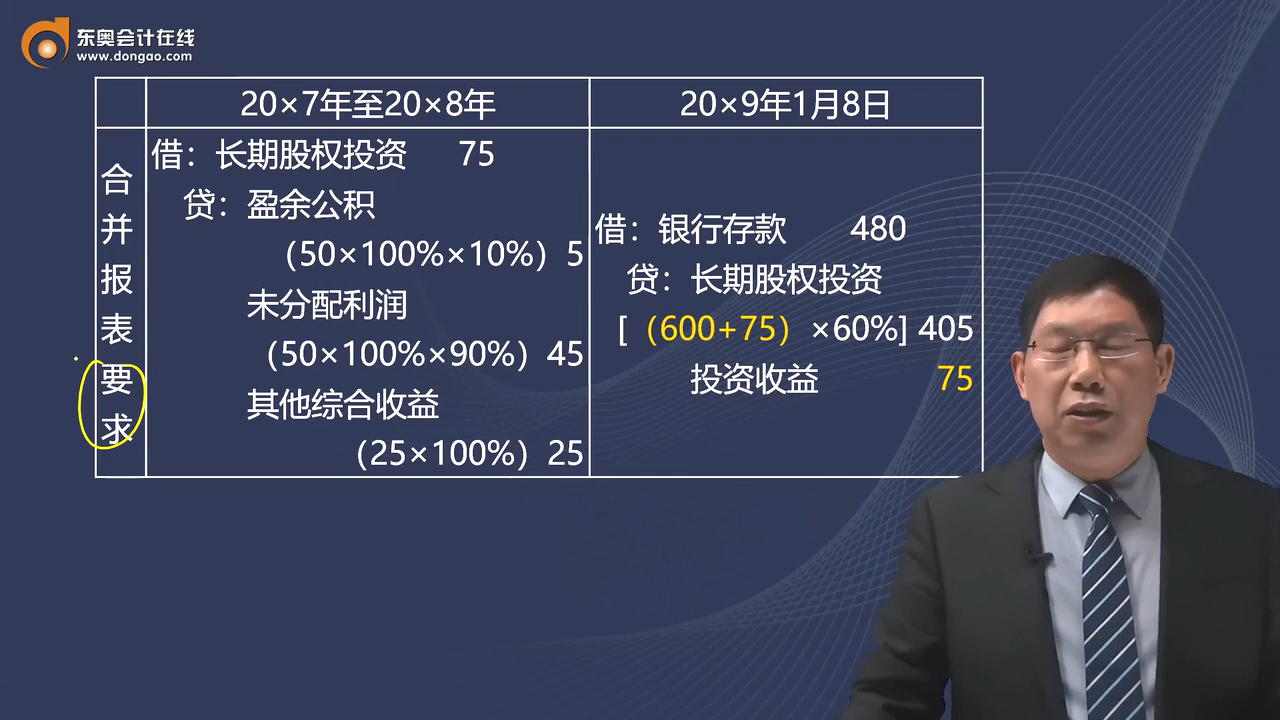 东奥会计在线
www.dongao.com
20×7年至20×8年
20×9年1月8日
合并报表要求
借：长期股权投资 75
贷：盈余公积
（50×100%×10%）5
未分配利润
（50×100%×90%）45
其他综合收益
（25×100%）25
借：银行存款 480
贷：长期股权投资
[（600+75）×60%] 405
投资收益 75